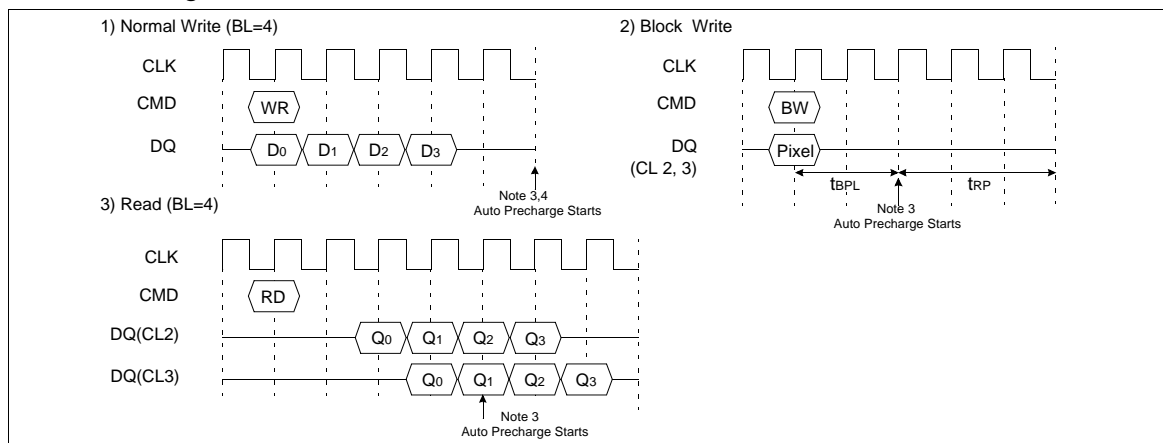 1) Normal Write (BL=4)
CLK
CMD
WR
DQ
D0 D1 D2 D3
Note 3,4
Auto Precharge Starts
2) Block Write
CLK
CMD
BW
DQ
(CL 2, 3)
Pixel
tBPL tRP
Note 3
Auto Precharge Starts
3) Read (BL=4)
CLK
CMD
RD
DQ(CL2)
Q0 Q1 Q2 Q3
DQ(CL3)
Q0 Q1 Q2 Q3
Note 3
Auto Precharge Starts